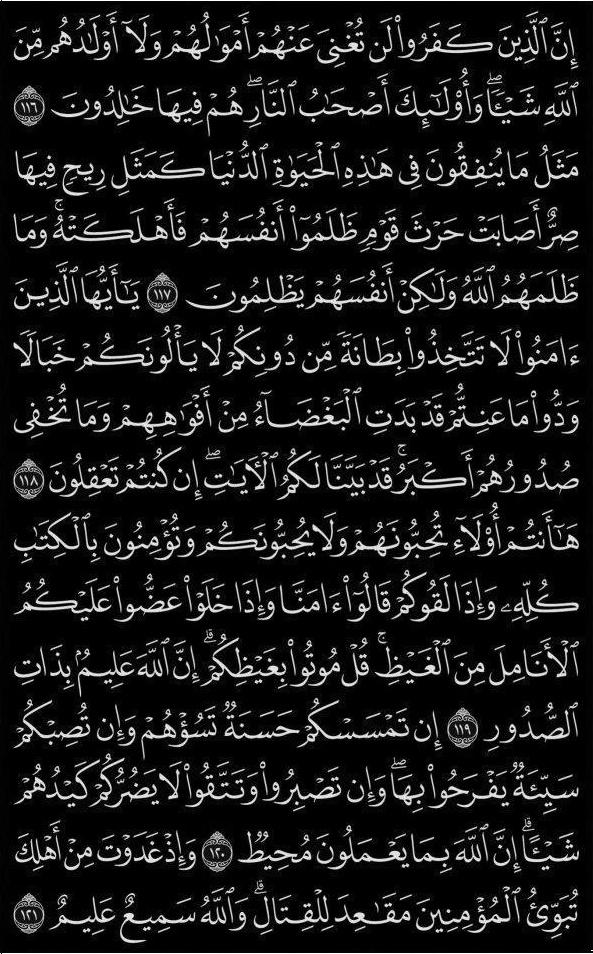 إِنَّ ٱلَّذِينَ كَفَرُوا۟ لَن تُغْنِىَ عَنْهُمْ أَمْوَٰلُهُمْ وَلَآ أَوْلَـٰدُهُم مِّنَ
ٱللَّهِ شَيْـًٔا ۖ وَأُو۟لَـٰٓئِكَ أَصْحَـٰبُ ٱلنَّارِ ۖ هُمْ فِيهَا خَـٰلِدُونَ ١١٦
مَثَلُ مَا يُنفِقُونَ فِى هَـٰذِهِ ٱلْحَيَوٰةِ ٱلدُّنْيَا كَمَثَلِ رِيحٍ فِيهَا
صِرٌّ أَصَابَتْ حَرْثَ قَوْمٍ ظَلَمُوٓا۟ أَنفُسَهُمْ فَأَهْلَكَتْهُ ۚ وَمَا
ظَلَمَهُمُ ٱللَّهُ وَلَـٰكِنْ أَنفُسَهُمْ يَظْلِمُونَ ١١٧ يَـٰٓأَيُّهَا ٱلَّذِينَ
ءَامَنُوا۟ لَا تَتَّخِذُوا۟ بِطَانَةً مِّن دُونِكُمْ لَا يَأْلُونَكُمْ خَبَالًا
وَدُّوا۟ مَا عَنِتُّمْ قَدْ بَدَتِ ٱلْبَغْضَآءُ مِنْ أَفْوَٰهِهِمْ وَمَا تُخْفِى
صُدُورُهُمْ أَكْبَرُ ۚ قَدْ بَيَّنَّا لَكُمُ ٱلْـَٔايَـٰتِ ۖ إِن كُنتُمْ تَعْقِلُونَ ١١٨
هَـٰٓأَنتُمْ أُو۟لَآءِ تُحِبُّونَهُمْ وَلَا يُحِبُّونَكُمْ وَتُؤْمِنُونَ بِٱلْكِتَـٰبِ
كُلِّهِۦ وَإِذَا لَقُوكُمْ قَالُوٓا۟ ءَامَنَّا وَإِذَا خَلَوْا۟ عَضُّوا۟ عَلَيْكُمُ
ٱلْأَنَامِلَ مِنَ ٱلْغَيْظِ ۚ قُلْ مُوتُوا۟ بِغَيْظِكُمْ ۗ إِنَّ ٱللَّهَ عَلِيمٌۢ بِذَاتِ
ٱلصُّدُورِ ١١٩ إِن تَمْسَسْكُمْ حَسَنَةٌ تَسُؤْهُمْ وَإِن تُصِبْكُمْ
سَيِّئَةٌ يَفْرَحُوا۟ بِهَا ۖ وَإِن تَصْبِرُوا۟ وَتَتَّقُوا۟ لَا يَضُرُّكُمْ كَيْدُهُمْ
شَيْـًٔا ۗ إِنَّ ٱللَّهَ بِمَا يَعْمَلُونَ مُحِيطٌ ١٢٠ وَإِذْ غَدَوْتَ مِنْ أَهْلِكَ
تُبَوِّئُ ٱلْمُؤْمِنِينَ مَقَـٰعِدَ لِلْقِتَالِ ۗ وَٱللَّهُ سَمِيعٌ عَلِيمٌ ١٢١